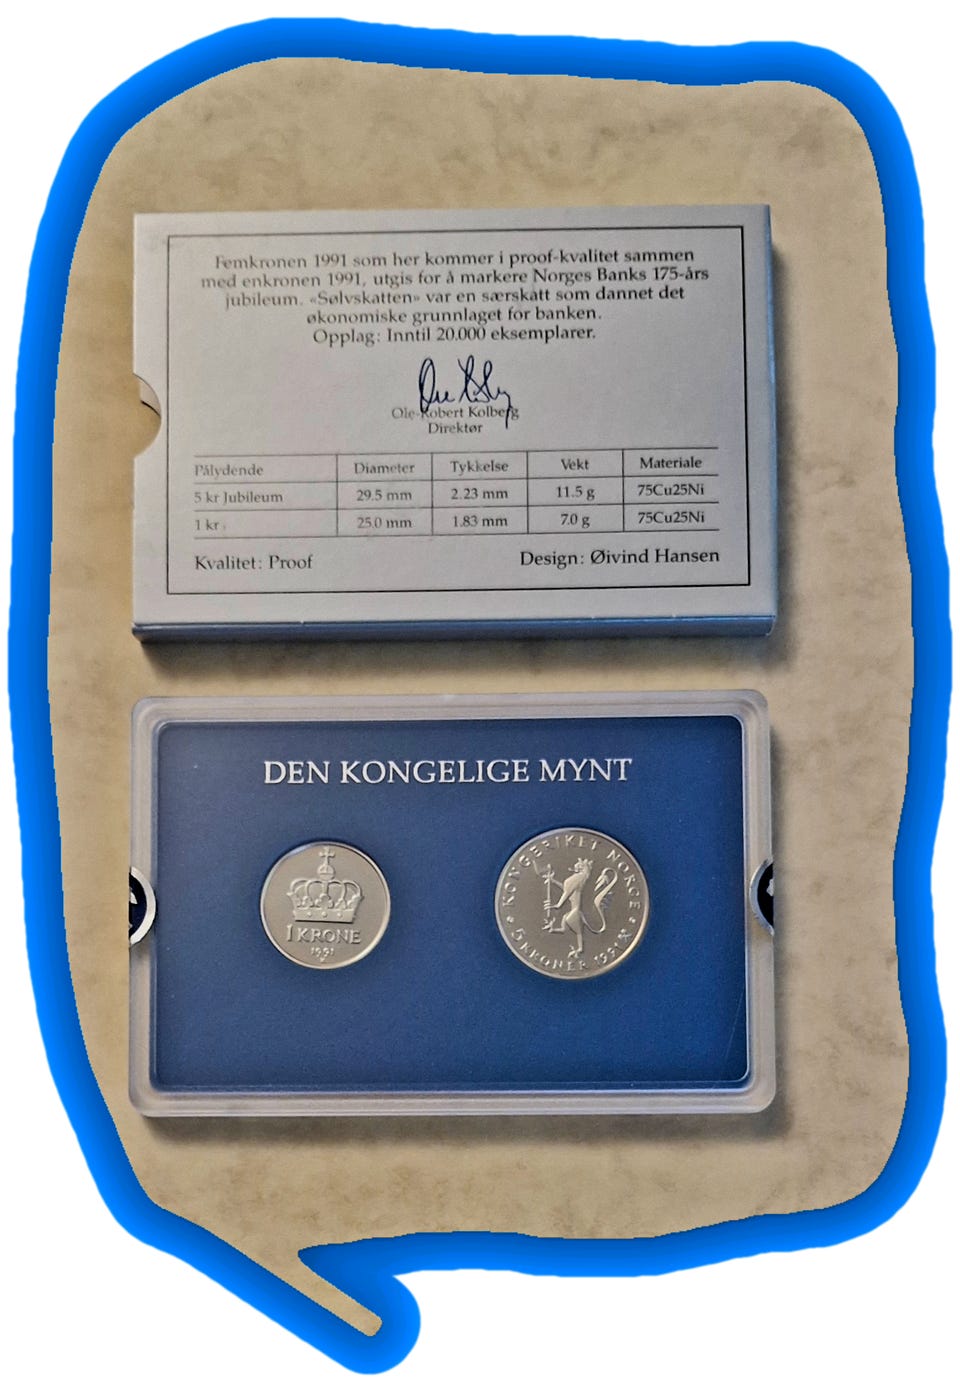 Femkronen 1991 som her kommer i proof-kvalitet sammen
med enkronen 1991, utgis for å markere Norges Banks 175-års
jubileum. «Sølvskatten» var en særskatt som dannet det
økonomiske grunnlaget for banken.
Opplag: Inntil 20.000 eksemplarer.
Ole-Robert Kolberg
Direktør
Pålydende Diameter Tykkelse Vekt Materiale
5 kr Jubileum 29.5 mm 2.23 mm 11.5 g 75Cu25Ni
1 kr 25.0 mm 1.83 mm 7.0 g 75Cu25Ni
Kvalitet: Proof Design: Øivind Hansen
DEN KONGELIGE MYNT
1 KRONE
1991
KONGERIKET NORGE
5 KRONER 1991